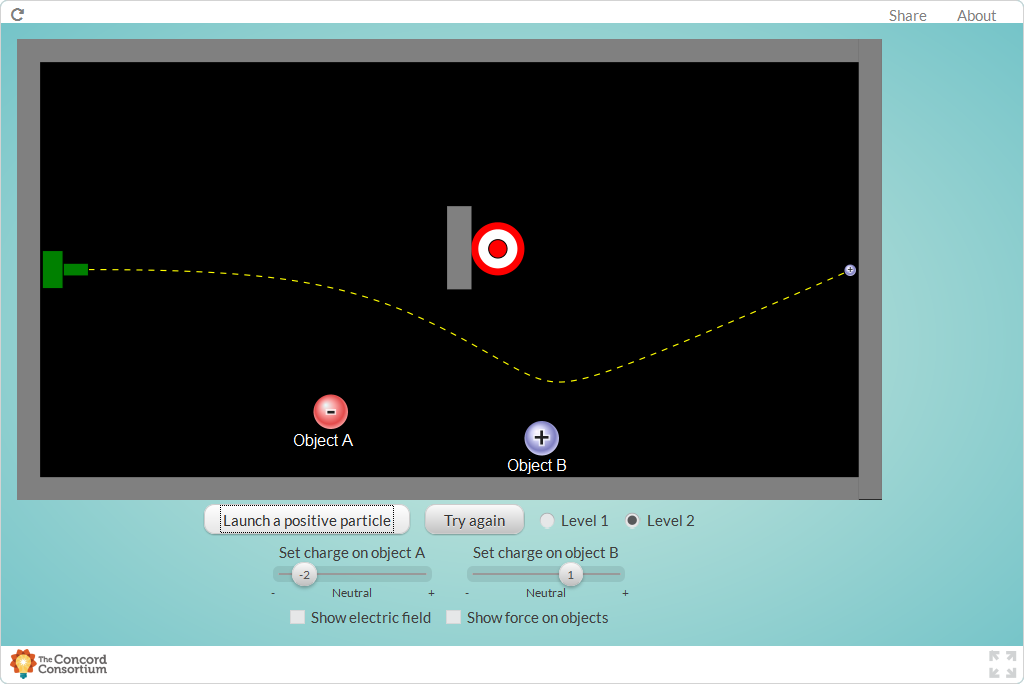 Share About
-
Object A
+
Object B
+
Launch a positive particle Try again Level 1 Level 2
Set charge on object A Set charge on object B
-2 1
- Neutral + - Neutral +
Show electric field Show force on objects
The Concord
Consortium